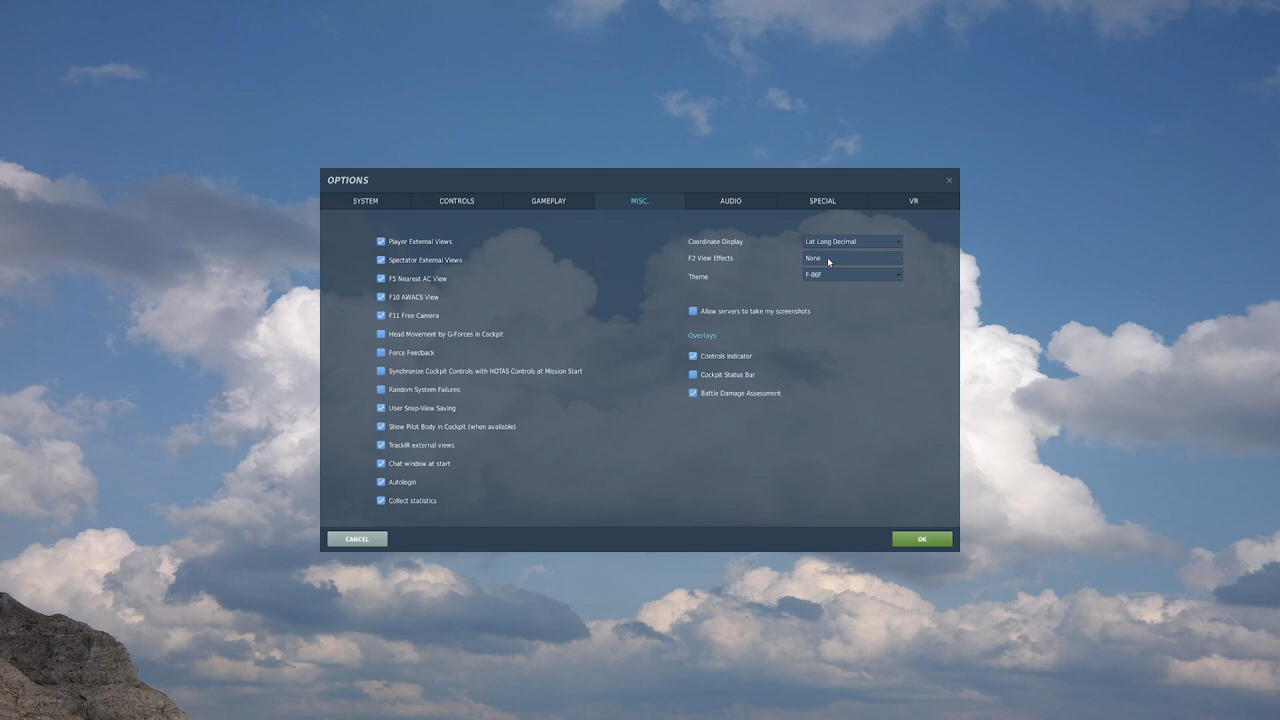 OPTIONS
SYSTEM CONTROLS GAMEPLAY MISC. AUDIO SPECIAL VR
Player External Views
Spectator External Views
F5 Nearest AC View
F10 AWACS View
F11 Free Camera
Head Movement by G-Forces in Cockpit
Force Feedback
Synchronize Cockpit Controls with HOTAS Controls at Mission Start
Random System Failures
User Snap-View Saving
Show Pilot Body in Cockpit (when available)
TrackIR external views
Chat window at start
Autologin
Collect statistics
Coordinate Display Lat Long Decimal
F2 View Effects None
Theme F-86F
Allow servers to take my screenshots
Overlays
Controls Indicator
Cockpit Status Bar
Battle Damage Assessment
CANCEL OK